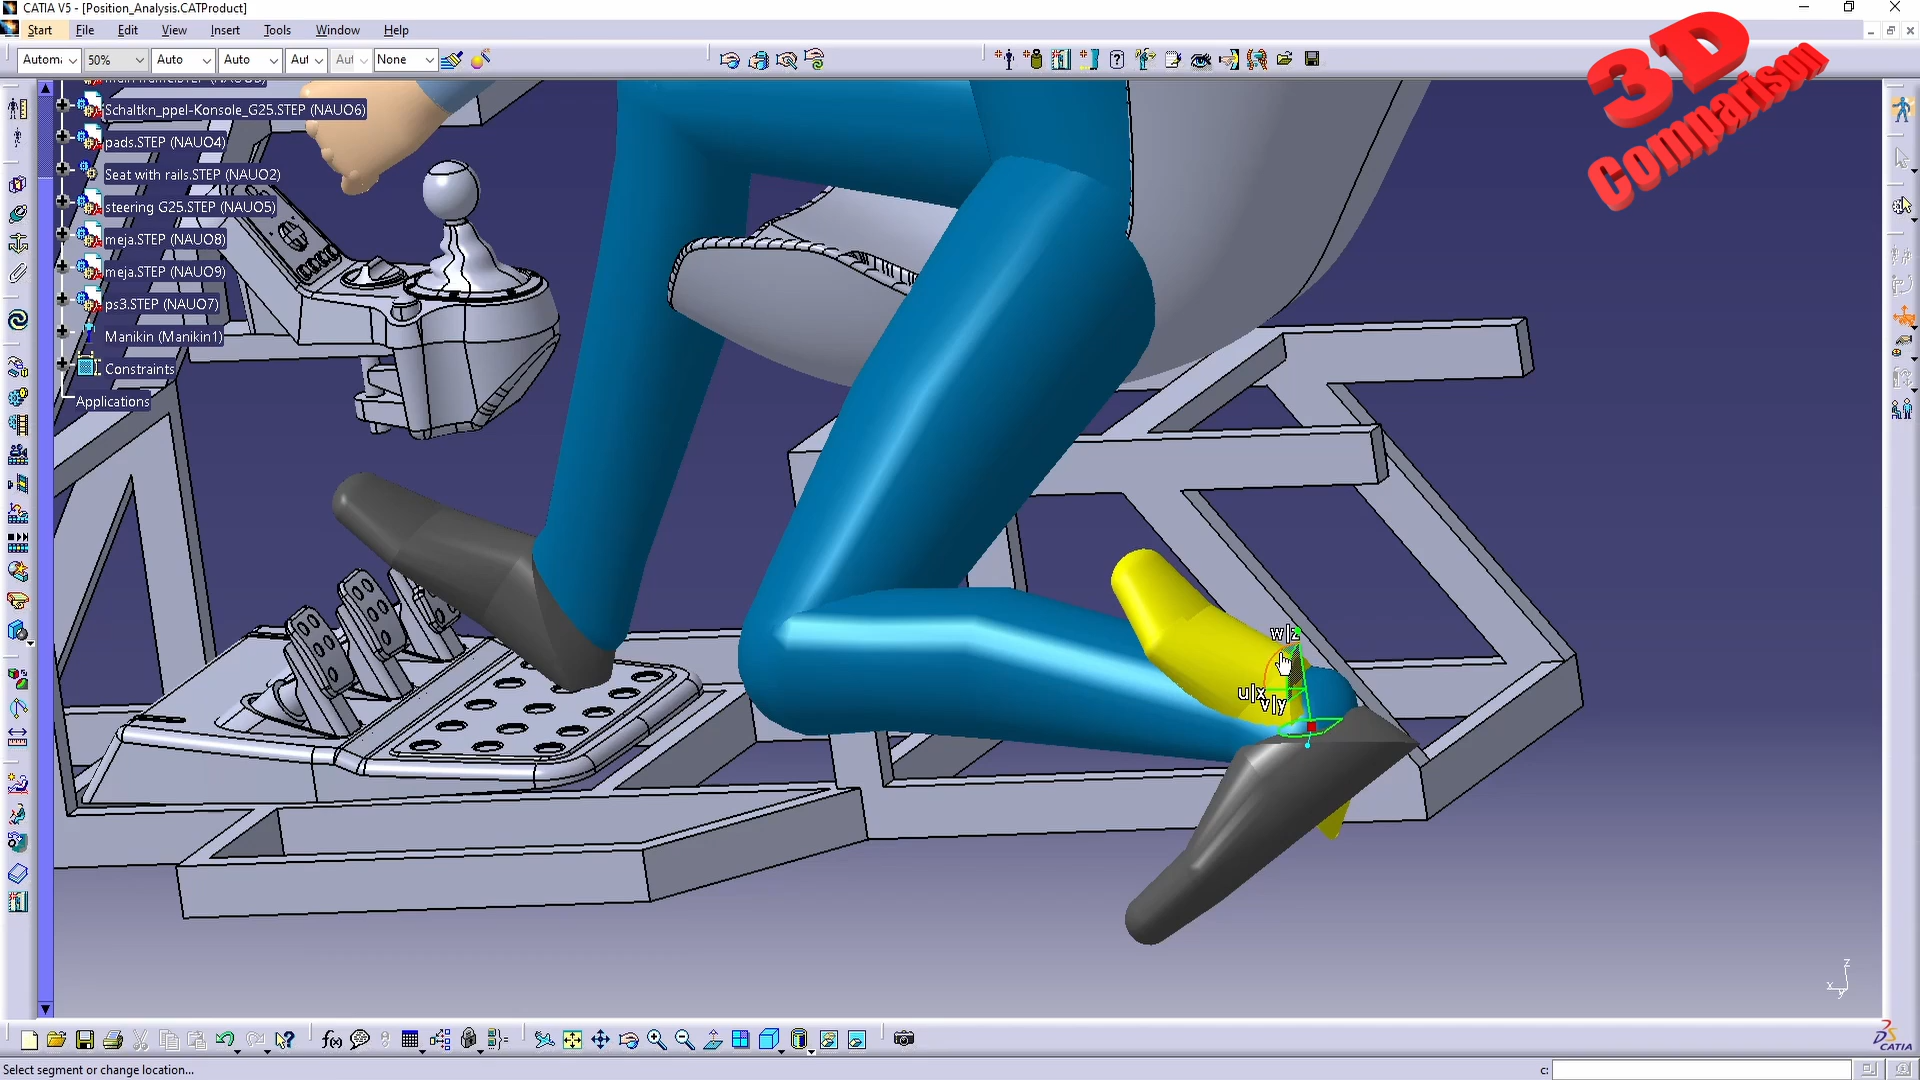 CATIA V5 - [Position_Analysis.CATProduct]
Start File Edit View Insert Tools Window Help
50% Auto Auto None
3D
Comparison
Schaltkn_ppel-Konsole_G25.STEP (NAUO6)
pads.STEP (NAUO4)
Seat with rails.STEP (NAUO2)
steering G25.STEP (NAUO5)
meja.STEP (NAUO8)
meja.STEP (NAUO9)
ps3.STEP (NAUO7)
Manikin (Manikin1)
Constraints
Applications
w|z
u|x
v|y
z
x
y
f(x)
CATIA
Select segment or change location...
c: